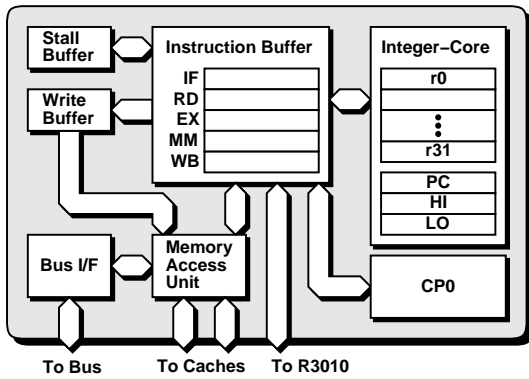 Stall
Buffer
Instruction Buffer
Integer-Core
IF
RD
EX
MM
WB
r0
r31
PC
HI
LO
Write
Buffer
Bus I/F
Memory
Access
Unit
CP0
To Bus
To Caches
To R3010